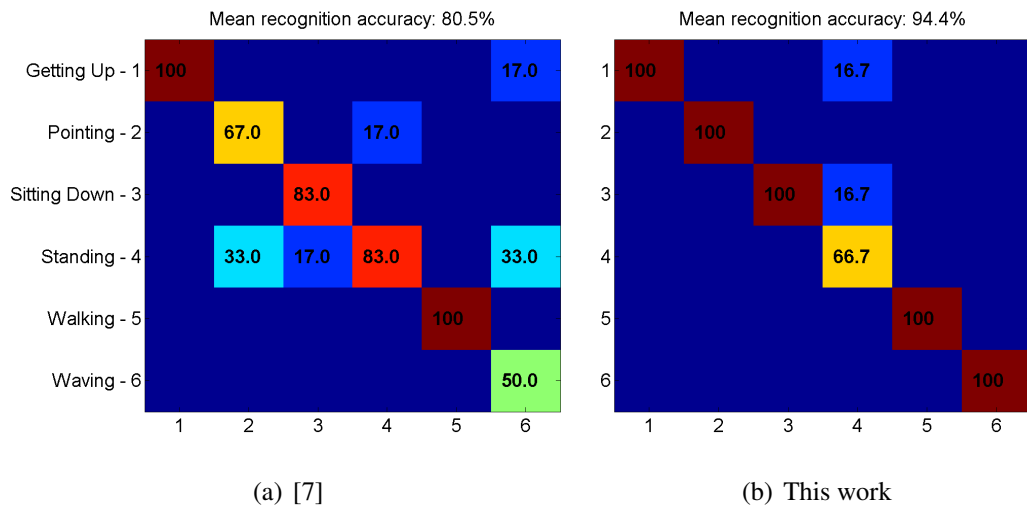 Mean recognition accuracy: 80.5%
Getting Up - 1 100 17.0
Pointing - 2 67.0 17.0
Sitting Down - 3 83.0
Standing - 4 33.0 17.0 83.0 33.0
Walking - 5 100
Waving - 6 50.0
1 2 3 4 5 6
(a) [7]
Mean recognition accuracy: 94.4%
1 100 16.7
2 100
3 100 16.7
4 66.7
5 100
6 100
1 2 3 4 5 6
(b) This work